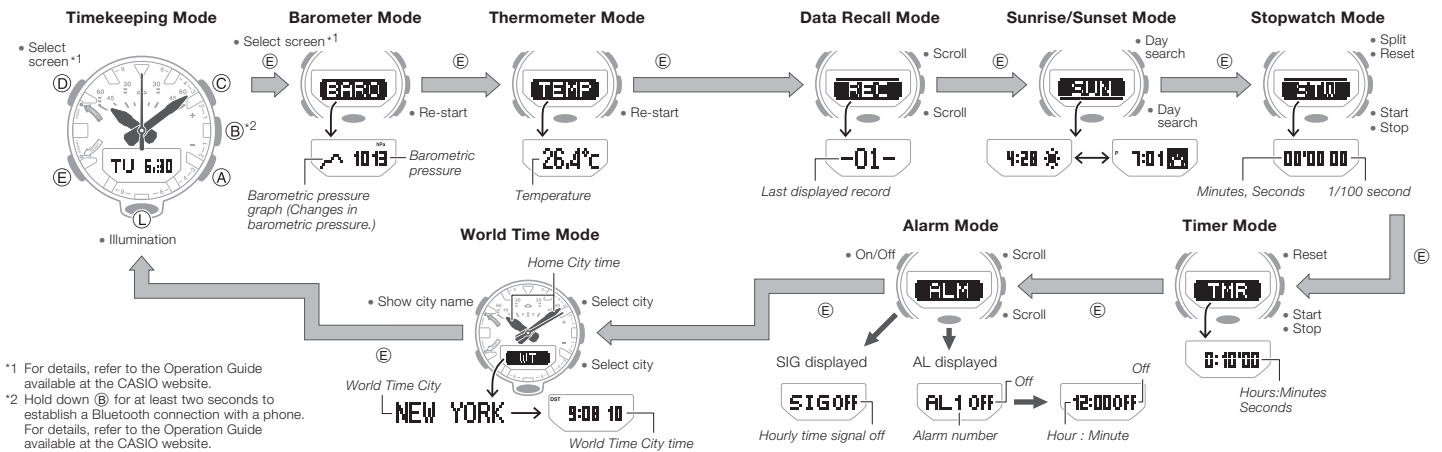 Timekeeping Mode
• Select screen *1
Ⓓ
Ⓒ
Ⓑ *2
Ⓔ
Ⓐ
Ⓛ
TU 6:30
• Illumination
Ⓔ
Barometer Mode
• Select screen *1
BARO
• Re-start
hPa
1013
Barometric pressure
Barometric pressure graph (Changes in barometric pressure.)
Ⓔ
Thermometer Mode
TEMP
• Re-start
26.4°C
Temperature
Ⓔ
Data Recall Mode
REC
• Scroll
• Scroll
-01-
Last displayed record
Ⓔ
Sunrise/Sunset Mode
SUN
• Day search
• Day search
4:28
P 7:01
Ⓔ
Stopwatch Mode
STW
• Split
• Reset
• Start
• Stop
00'00 00
Minutes, Seconds
1/100 second
Ⓔ
Timer Mode
TMR
• Reset
• Start
• Stop
0:10'00
Hours:Minutes
Seconds
Ⓔ
Alarm Mode
• On/Off
ALM
• Scroll
• Scroll
SIG displayed
SIG OFF
Hourly time signal off
AL displayed
AL1 OFF
Off
Alarm number
12:00OFF
Off
Hour : Minute
Ⓔ
World Time Mode
Home City time
• Show city name
WT
• Select city
• Select city
World Time City
NEW YORK
DST
9:08 10
World Time City time
Ⓔ
*1 For details, refer to the Operation Guide
available at the CASIO website.
*2 Hold down Ⓑ for at least two seconds to
establish a Bluetooth connection with a phone.
For details, refer to the Operation Guide
available at the CASIO website.